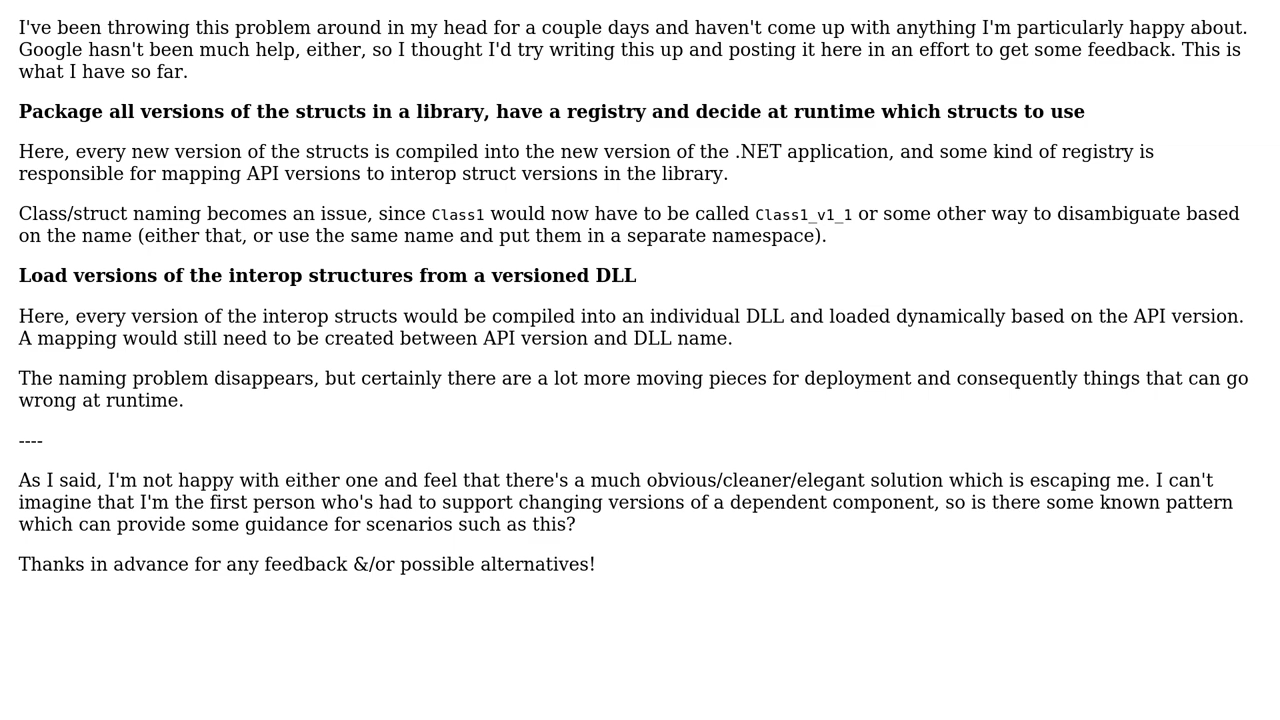 I've been throwing this problem around in my head for a couple days and haven't come up with anything I'm particularly happy about.
Google hasn't been much help, either, so I thought I'd try writing this up and posting it here in an effort to get some feedback. This is
what I have so far.
Package all versions of the structs in a library, have a registry and decide at runtime which structs to use
Here, every new version of the structs is compiled into the new version of the .NET application, and some kind of registry is
responsible for mapping API versions to interop struct versions in the library.
Class/struct naming becomes an issue, since Class1 would now have to be called Class1_v1_1 or some other way to disambiguate based
on the name (either that, or use the same name and put them in a separate namespace).
Load versions of the interop structures from a versioned DLL
Here, every version of the interop structs would be compiled into an individual DLL and loaded dynamically based on the API version.
A mapping would still need to be created between API version and DLL name.
The naming problem disappears, but certainly there are a lot more moving pieces for deployment and consequently things that can go
wrong at runtime.
----
As I said, I'm not happy with either one and feel that there's a much obvious/cleaner/elegant solution which is escaping me. I can't
imagine that I'm the first person who's had to support changing versions of a dependent component, so is there some known pattern
which can provide some guidance for scenarios such as this?
Thanks in advance for any feedback &/or possible alternatives!